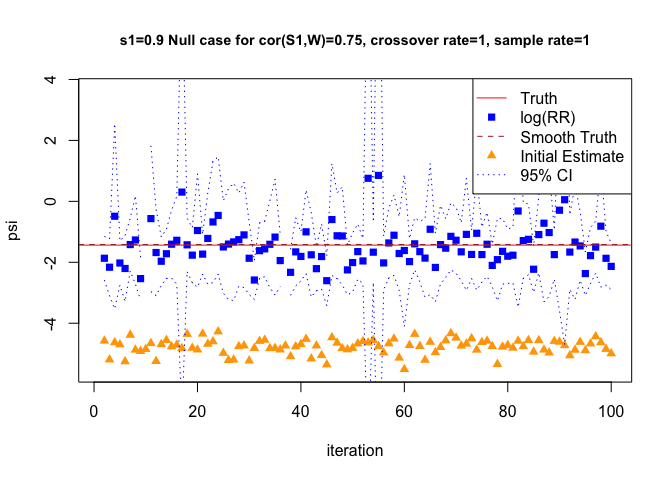 s1=0.9 Null case for cor(S1,W)=0.75, crossover rate=1, sample rate=1
4
2
0
-2
-4
psi
Truth
log(RR)
Smooth Truth
Initial Estimate
95% CI
0 20 40 60 80 100
iteration